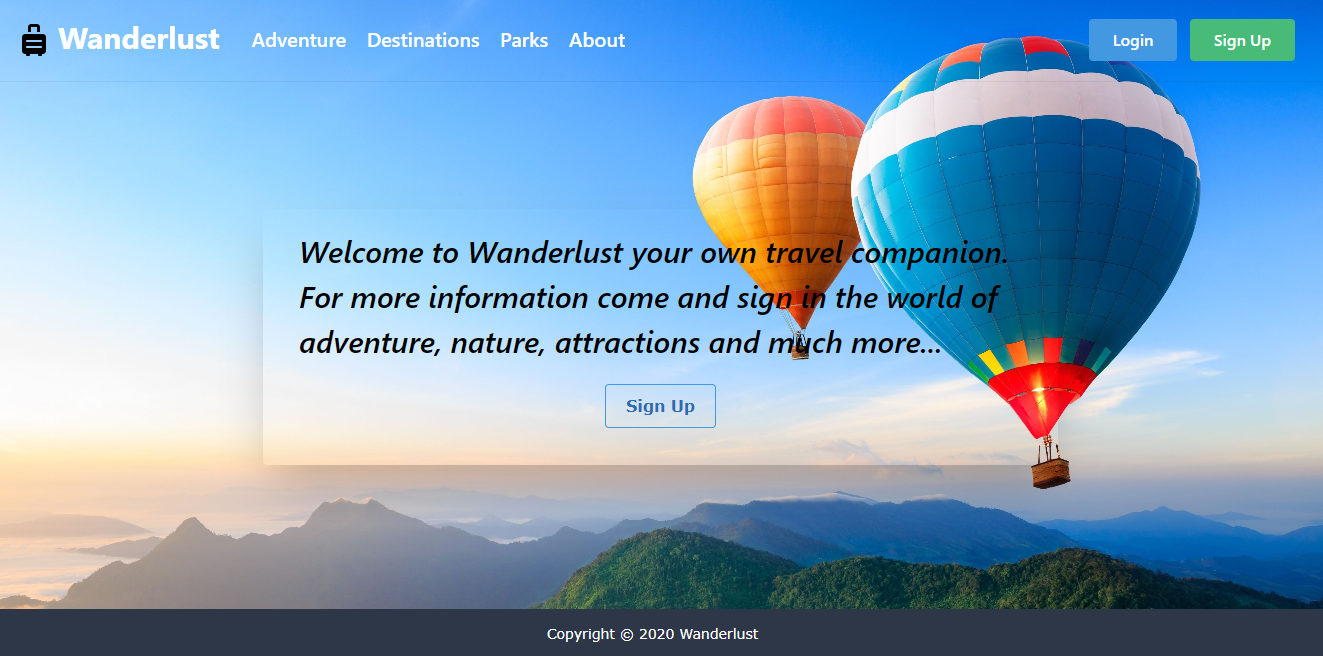 Wanderlust Adventure Destinations Parks About Login Sign Up
Welcome to Wanderlust your own travel companion.
For more information come and sign in the world of
adventure, nature, attractions and much more...
Sign Up
Copyright © 2020 Wanderlust